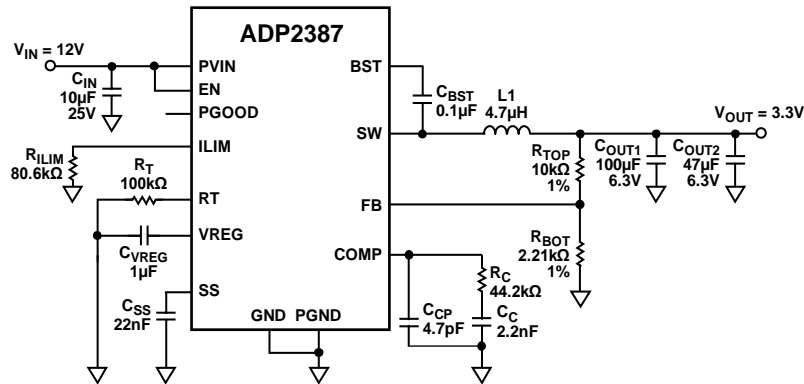 ADP2387
V_IN = 12V
C_IN
10µF
25V
PVIN
EN
PGOOD
ILIM
R_ILIM
80.6kΩ
R_T
100kΩ
RT
VREG
C_VREG
1µF
SS
C_SS
22nF
GND PGND
BST
C_BST
0.1µF
L1
4.7µH
SW
V_OUT = 3.3V
R_TOP
10kΩ
1%
C_OUT1
100µF
6.3V
C_OUT2
47µF
6.3V
FB
R_BOT
2.21kΩ
1%
COMP
R_C
44.2kΩ
C_CP
4.7pF
C_C
2.2nF